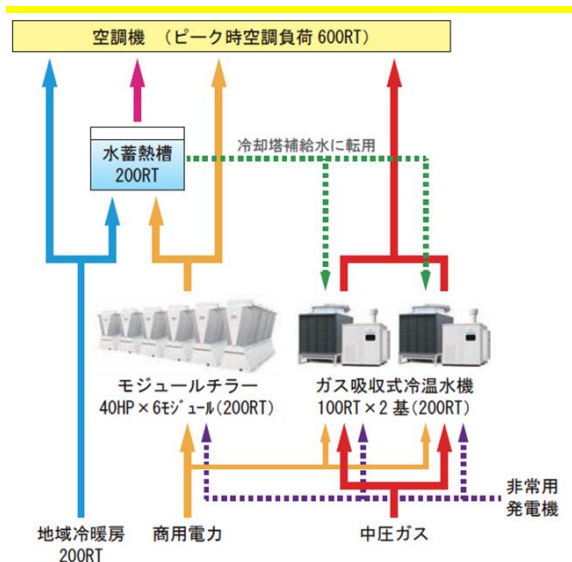 空調機 （ピーク時空調負荷 600RT）
水蓄熱槽
200RT
冷却塔補給水に転用
モジュールチラー
40HP×6ﾓｼﾞｭｰﾙ(200RT)
ガス吸収式冷温水機
100RT×2基(200RT)
非常用
発電機
地域冷暖房
200RT
商用電力
中圧ガス